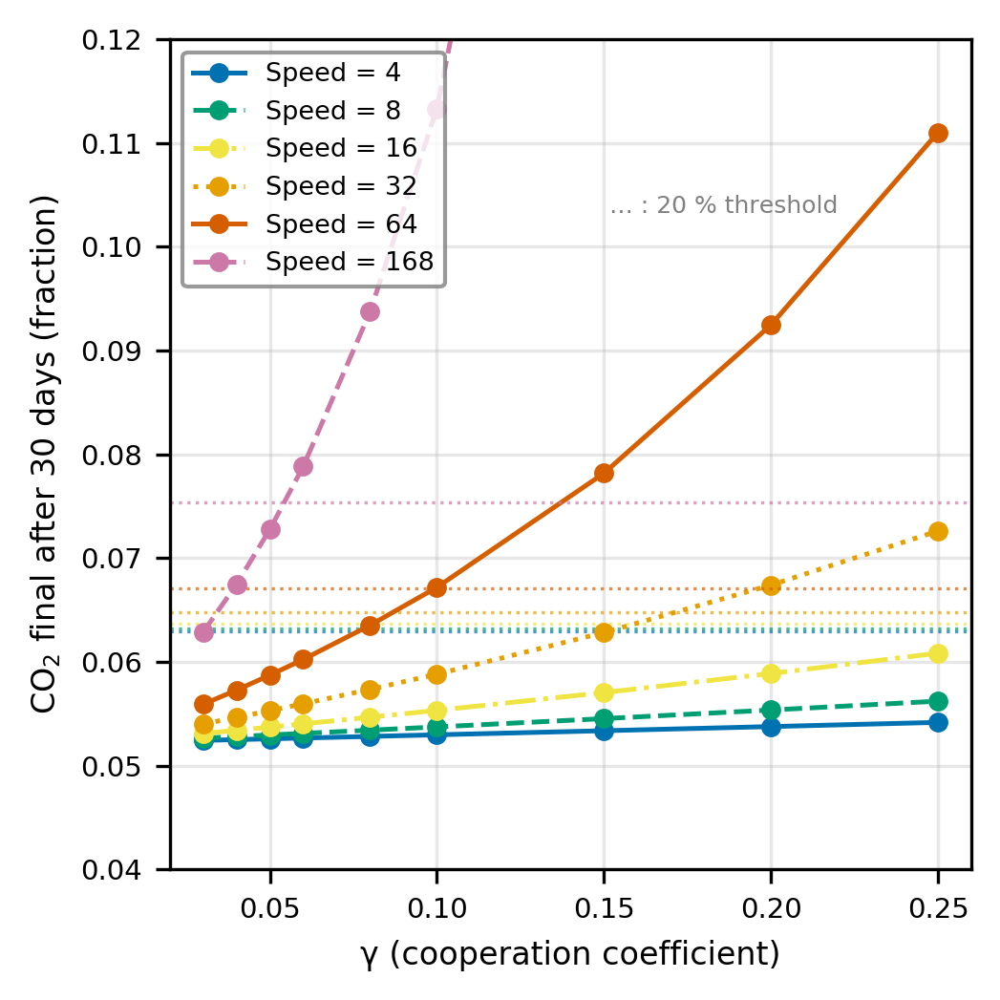 0.12
0.11
0.10
0.09
0.08
0.07
0.06
0.05
0.04
CO₂ final after 30 days (fraction)
Speed = 4
Speed = 8
Speed = 16
Speed = 32
Speed = 64
Speed = 168
... : 20 % threshold
0.05 0.10 0.15 0.20 0.25
γ (cooperation coefficient)